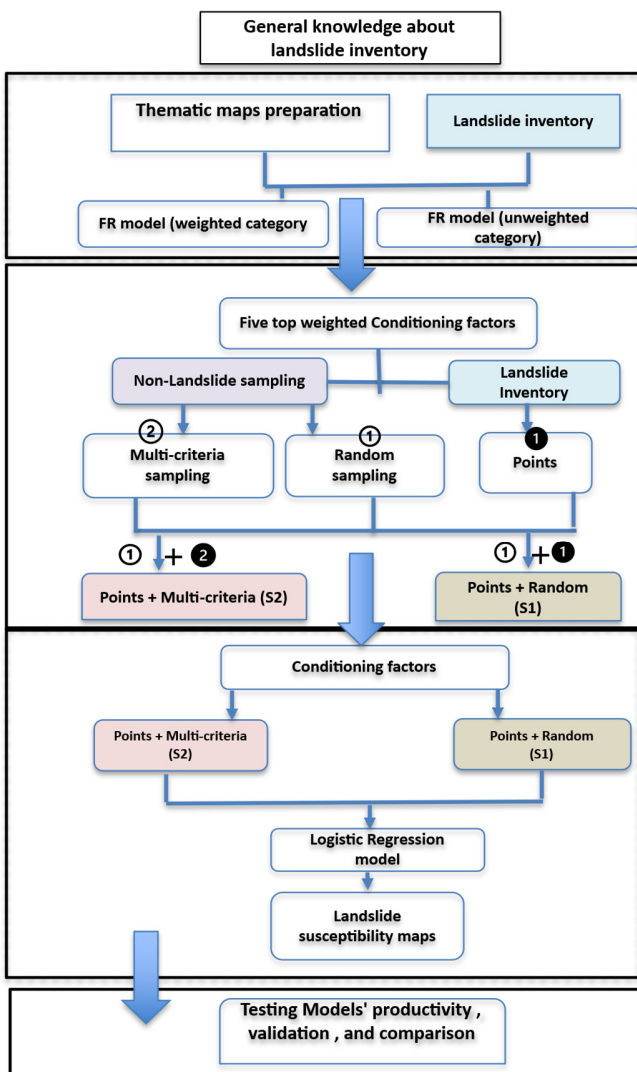 General knowledge about
landslide inventory
Thematic maps preparation
Landslide inventory
FR model (weighted category
FR model (unweighted
category)
Five top weighted Conditioning factors
Non-Landslide sampling
Landslide
Inventory
2
Multi-criteria
sampling
1
Random
sampling
1
Points
1 + 2
1 + 1
Points + Multi-criteria (S2)
Points + Random
(S1)
Conditioning factors
Points + Multi-criteria
(S2)
Points + Random
(S1)
Logistic Regression
model
Landslide
susceptibility maps
Testing Models' productivity ,
validation , and comparison